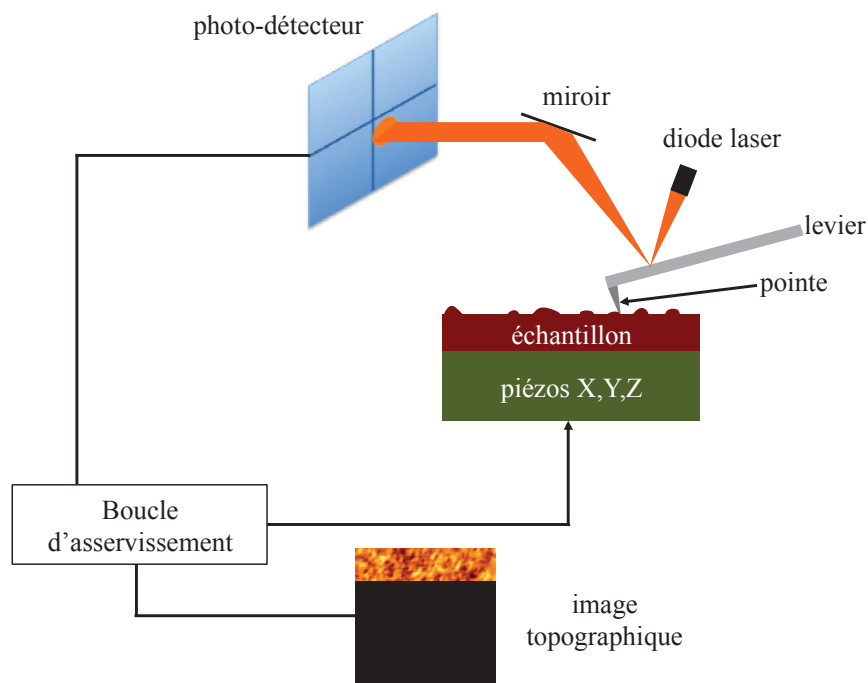 photo-détecteur
miroir
diode laser
levier
pointe
échantillon
piézos X,Y,Z
Boucle
d’asservissement
image
topographique